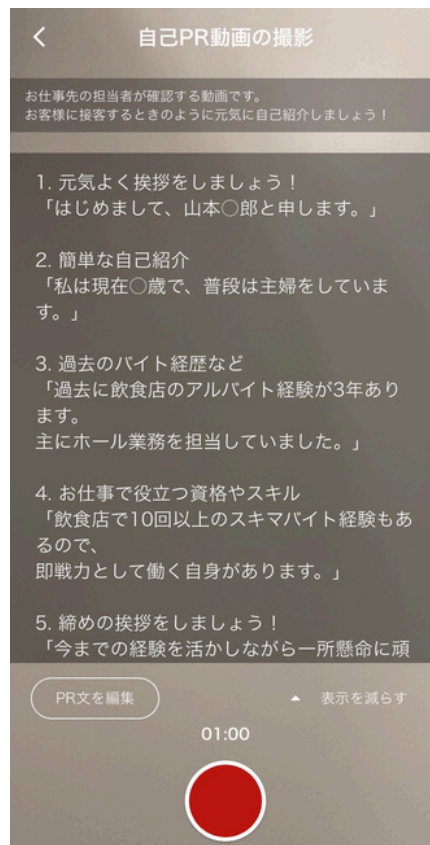 自己PR動画の撮影
お仕事先の担当者が確認する動画です。
お客様に接客するときのように元気に自己紹介しましょう！
1. 元気よく挨拶をしましょう！
「はじめまして、山本○郎と申します。」
2. 簡単な自己紹介
「私は現在○歳で、普段は主婦をしていま
す。」
3. 過去のバイト経歴など
「過去に飲食店のアルバイト経験が3年あり
ます。
主にホール業務を担当していました。」
4. お仕事で役立つ資格やスキル
「飲食店で10回以上のスキマバイト経験もあ
るので、
即戦力として働く自身があります。」
5. 締めの挨拶をしましょう！
「今までの経験を活かしながら一所懸命に頑
PR文を編集
表示を減らす
01:00